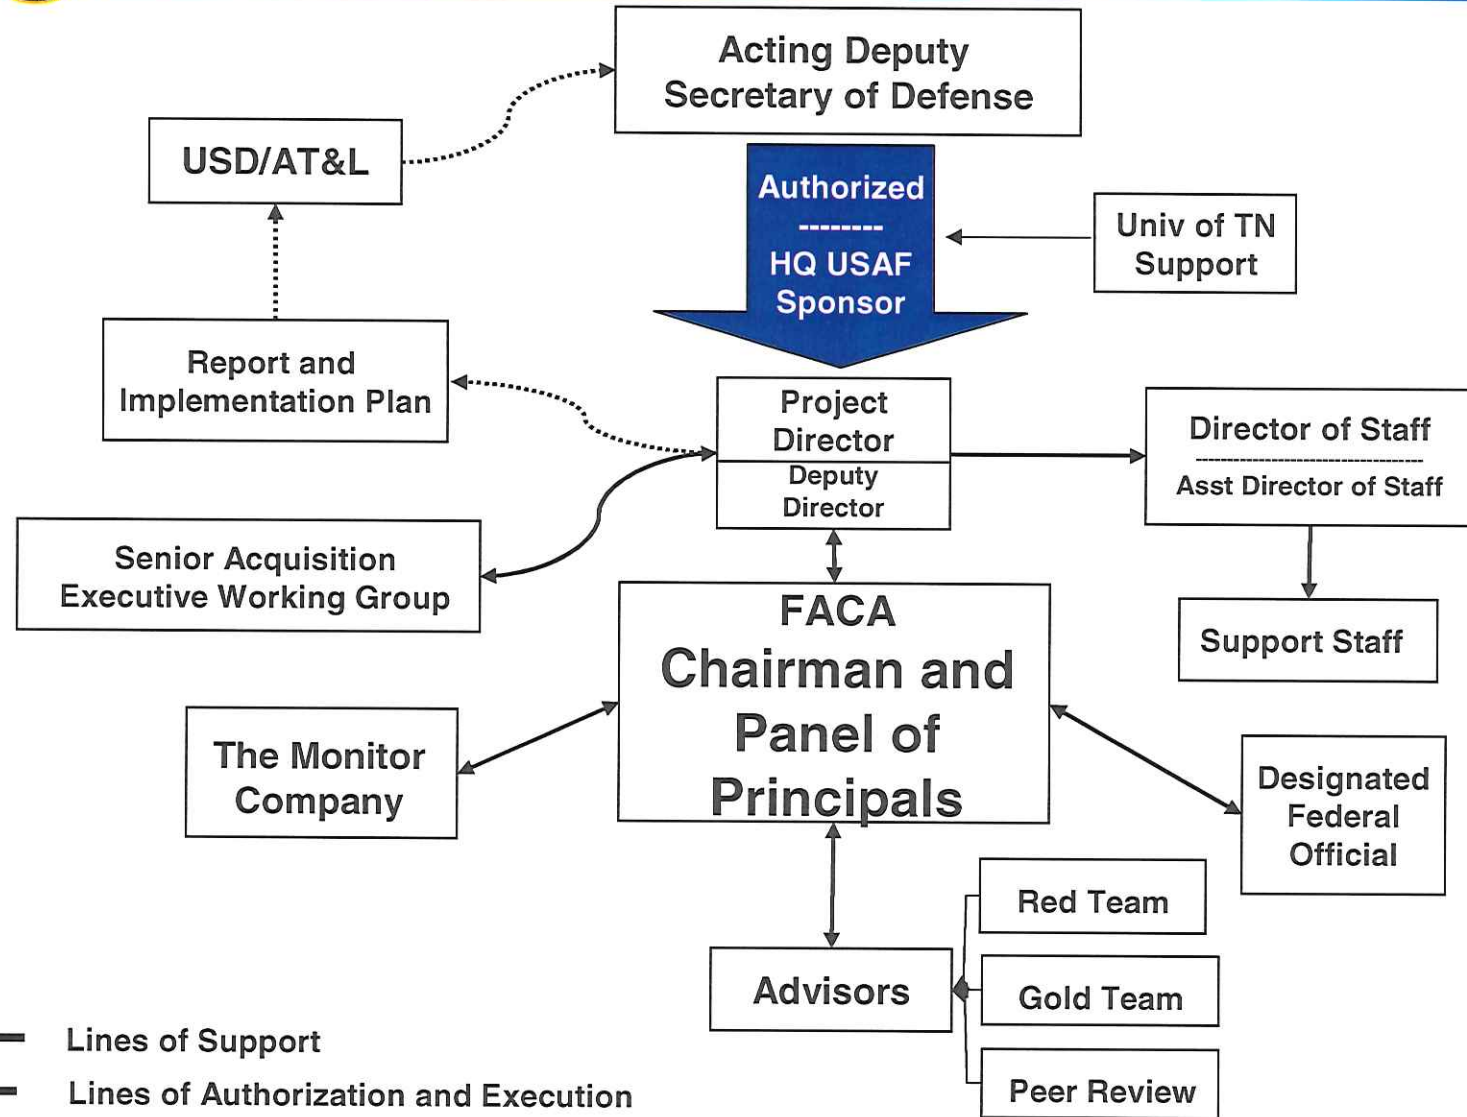 Acting Deputy
Secretary of Defense
USD/AT&L
Authorized
--------
HQ USAF
Sponsor
Univ of TN
Support
Report and
Implementation Plan
Project
Director
Deputy
Director
Director of Staff
--------------------------------
Asst Director of Staff
Senior Acquisition
Executive Working Group
Support Staff
FACA
Chairman and
Panel of
Principals
The Monitor
Company
Designated
Federal
Official
Red Team
Advisors
Gold Team
Peer Review
Lines of Support
Lines of Authorization and Execution